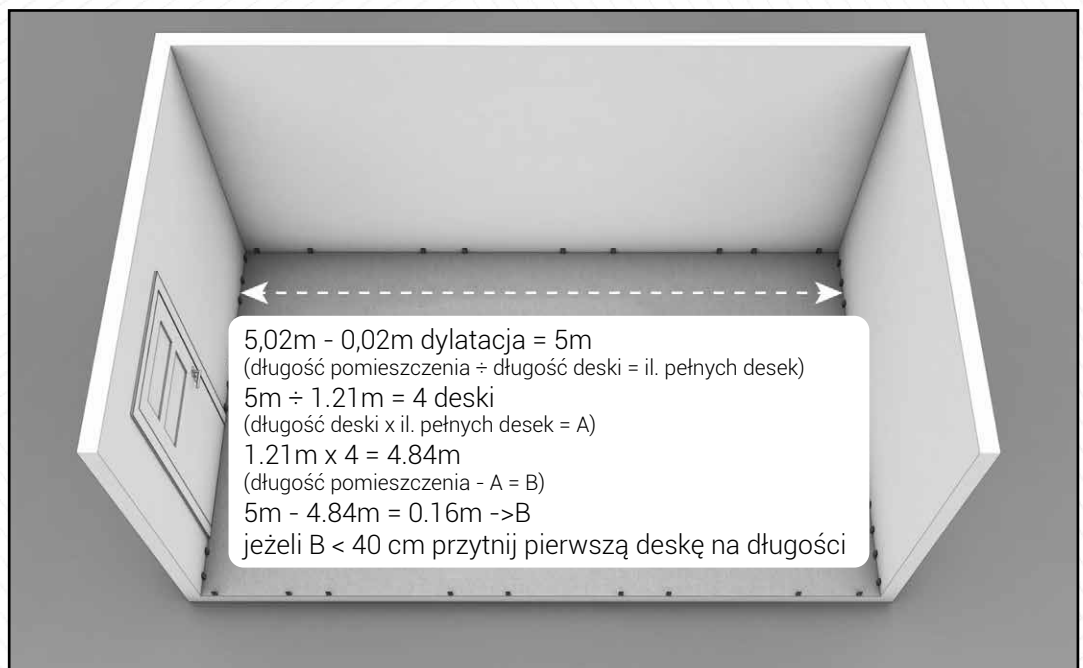 5,02m - 0,02m dylatacja = 5m
(długość pomieszczenia ÷ długość deski = il. pełnych desek)
5m ÷ 1.21m = 4 deski
(długość deski x il. pełnych desek = A)
1.21m x 4 = 4.84m
(długość pomieszczenia - A = B)
5m - 4.84m = 0.16m ->B
jeżeli B < 40 cm przytnij pierwszą deskę na długości